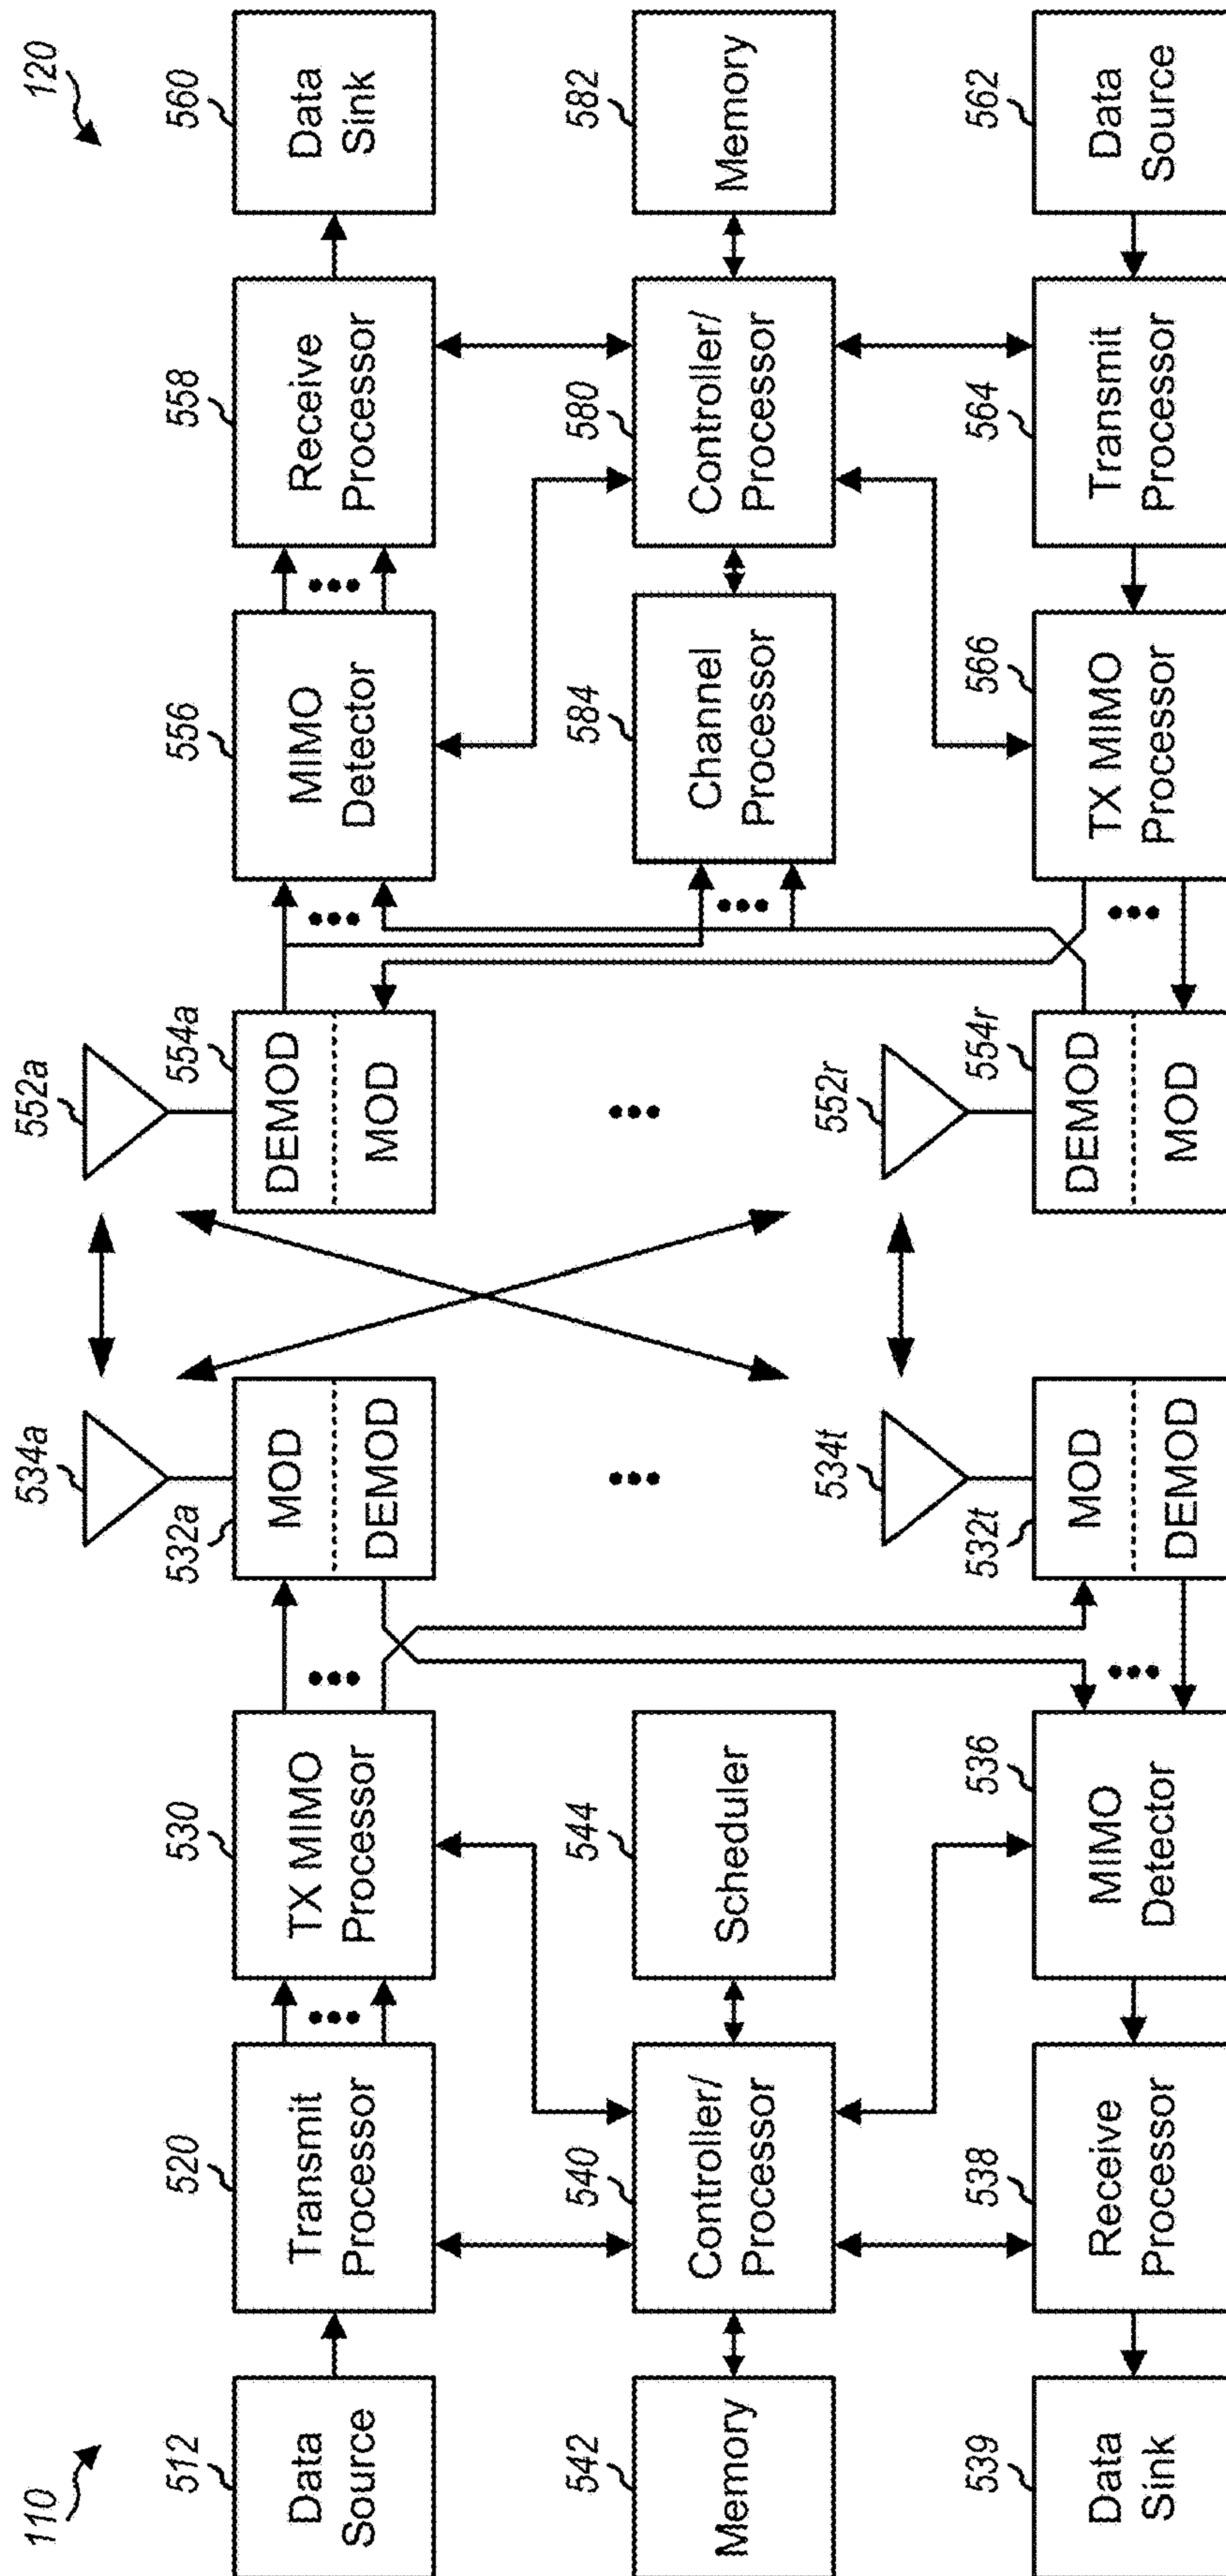 110
120
512
Data
Source
520
Transmit
Processor
530
TX MIMO
Processor
532a
MOD
DEMOD
534a
552a
554a
DEMOD
MOD
556
MIMO
Detector
558
Receive
Processor
560
Data
Sink
542
Memory
540
Controller/
Processor
544
Scheduler
584
Channel
Processor
580
Controller/
Processor
582
Memory
539
Data
Sink
538
Receive
Processor
536
MIMO
Detector
532t
MOD
DEMOD
534t
552r
554r
DEMOD
MOD
566
TX MIMO
Processor
564
Transmit
Processor
562
Data
Source